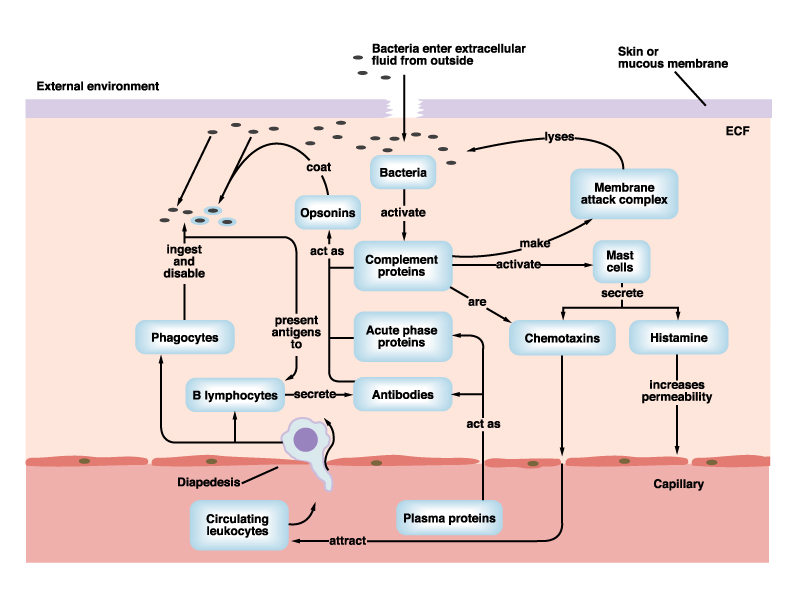 Bacteria enter extracellular
fluid from outside
Skin or
mucous membrane
External environment
ECF
lyses
coat
Bacteria
Membrane
attack complex
Opsonins
activate
ingest
and
disable
act as
make
Complement
proteins
activate
Mast
cells
secrete
are
present
antigens
to
Phagocytes
Acute phase
proteins
Chemotaxins
Histamine
B lymphocytes
secrete
Antibodies
increases
permeability
act as
Diapedesis
Capillary
Circulating
leukocytes
Plasma proteins
attract